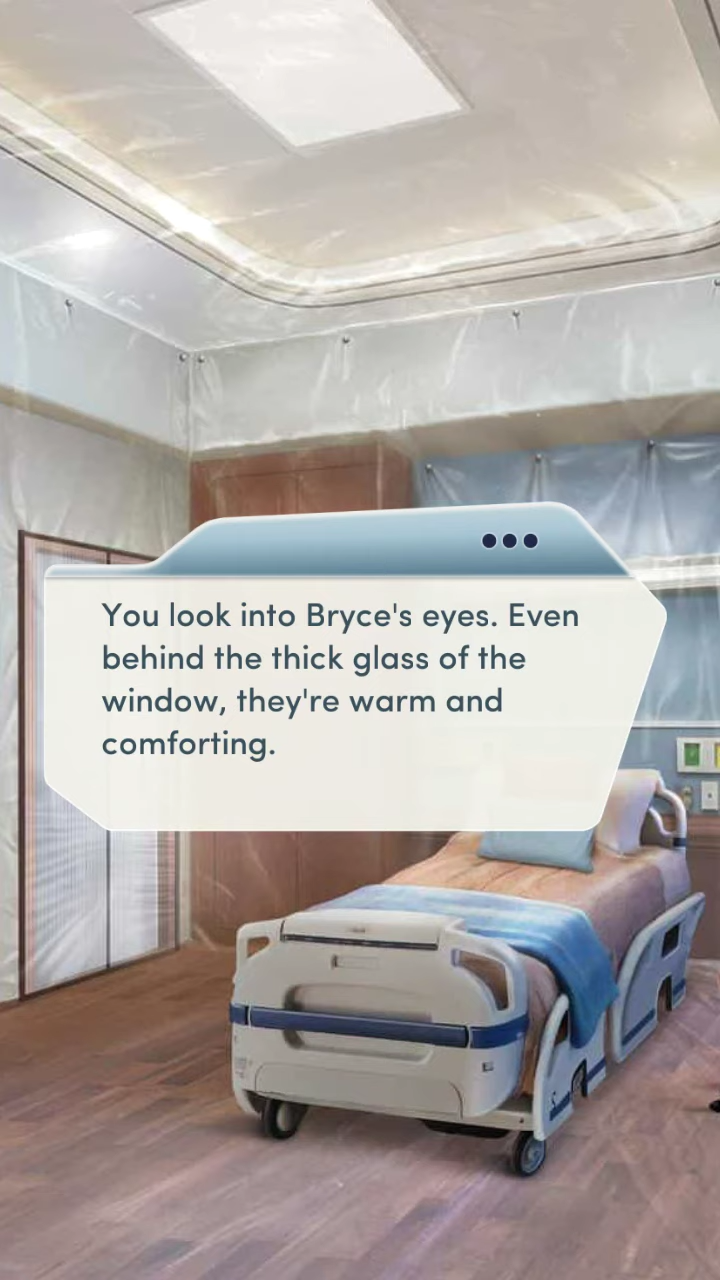 You look into Bryce's eyes. Even
behind the thick glass of the
window, they're warm and
comforting.